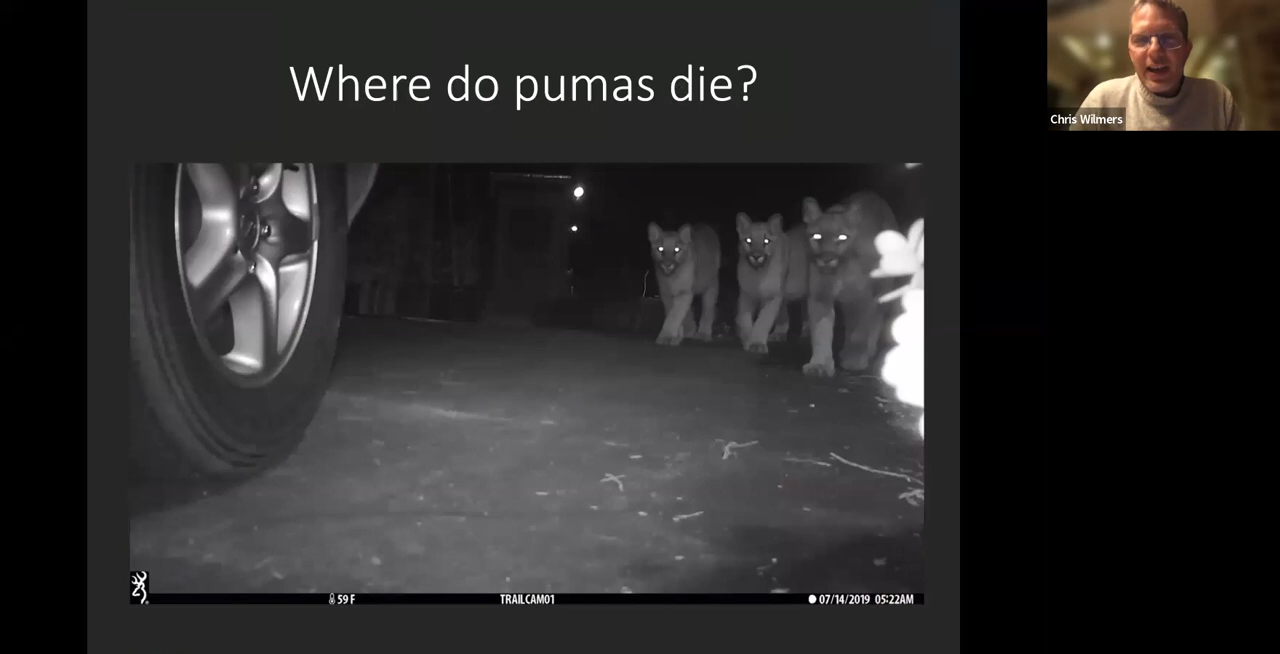 Where do pumas die?
Chris Wilmers
59 F
TRAILCAM01
07/14/2019 05:22AM